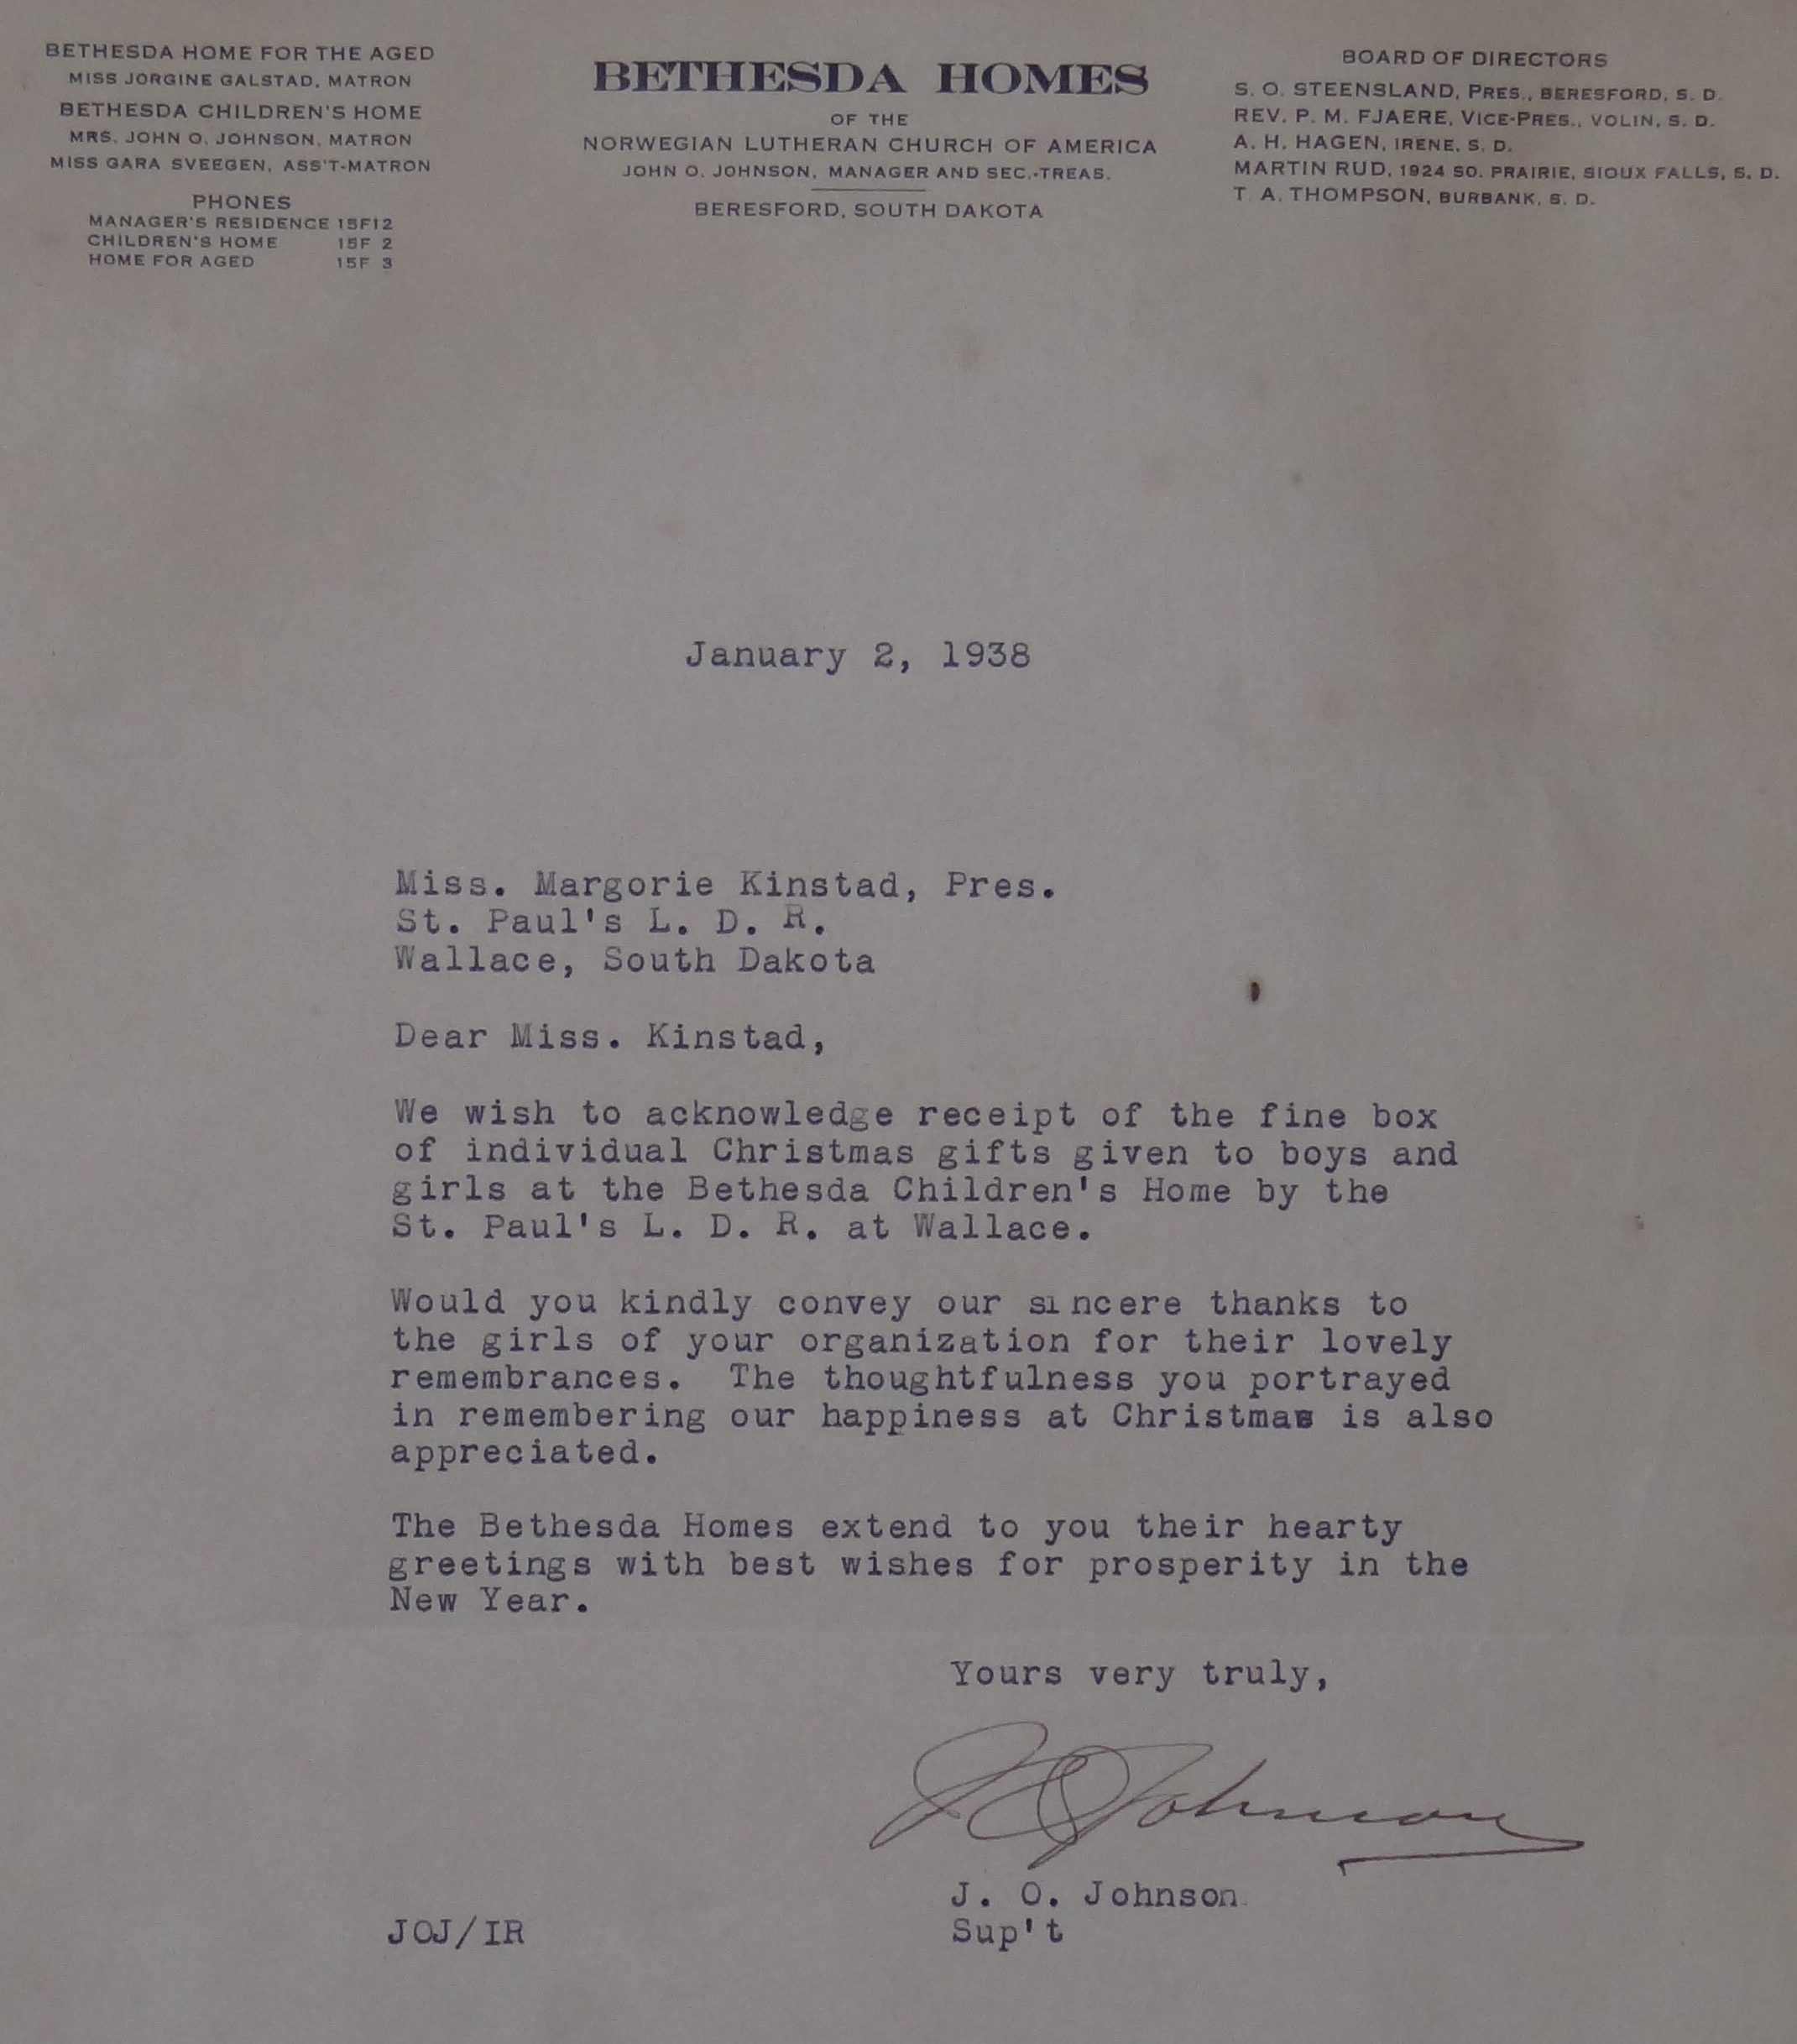 BETHESDA HOME FOR THE AGED
MISS JORGINE GALSTAD, MATRON
BETHESDA CHILDREN'S HOME
MRS. JOHN O. JOHNSON, MATRON
MISS GARA SVEEGEN, ASS'T-MATRON
PHONES
MANAGER'S RESIDENCE 15F12
CHILDREN'S HOME 15F 2
HOME FOR AGED 15F 3
BETHESDA HOMES
OF THE
NORWEGIAN LUTHERAN CHURCH OF AMERICA
JOHN O. JOHNSON, MANAGER AND SEC.-TREAS.
BERESFORD, SOUTH DAKOTA
BOARD OF DIRECTORS
S. O. STEENSLAND, PRES., BERESFORD, S. D.
REV. P. M. FJAERE, VICE-PRES., VOLIN, S. D.
A. H. HAGEN, IRENE, S. D.
MARTIN RUD, 1924 SO. PRAIRIE, SIOUX FALLS, S. D.
T. A. THOMPSON, BURBANK, S. D.
January 2, 1938
Miss. Margorie Kinstad, Pres.
St. Paul's L. D. R.
Wallace, South Dakota
Dear Miss. Kinstad,
We wish to acknowledge receipt of the fine box
of individual Christmas gifts given to boys and
girls at the Bethesda Children's Home by the
St. Paul's L. D. R. at Wallace.
Would you kindly convey our sincere thanks to
the girls of your organization for their lovely
remembrances. The thoughtfulness you portrayed
in remembering our happiness at Christmas is also
appreciated.
The Bethesda Homes extend to you their hearty
greetings with best wishes for prosperity in the
New Year.
Yours very truly,
J O Johnson
J. O. Johnson
JOJ/IR Sup't